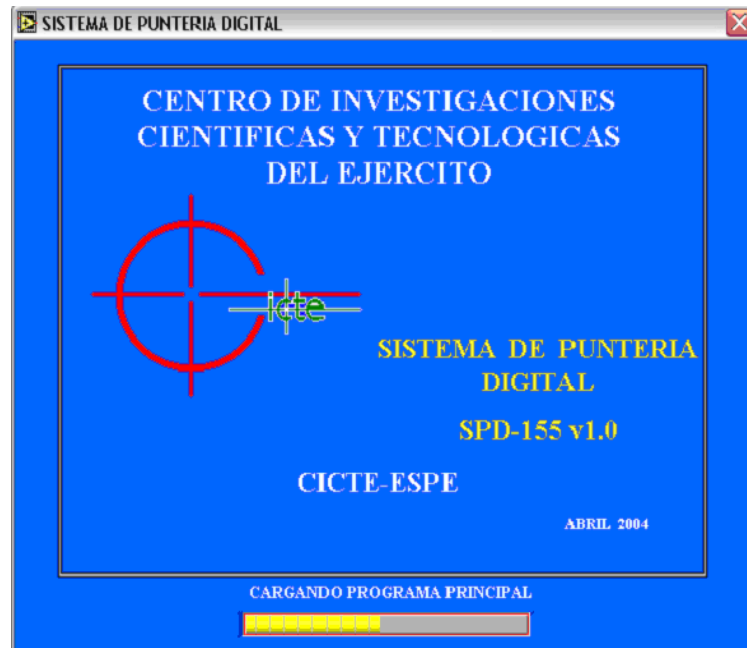 SISTEMA DE PUNTERIA DIGITAL
CENTRO DE INVESTIGACIONES
CIENTIFICAS Y TECNOLOGICAS
DEL EJERCITO
icte
SISTEMA DE PUNTERIA
DIGITAL
SPD-155 v1.0
CICTE-ESPE
ABRIL 2004
CARGANDO PROGRAMA PRINCIPAL